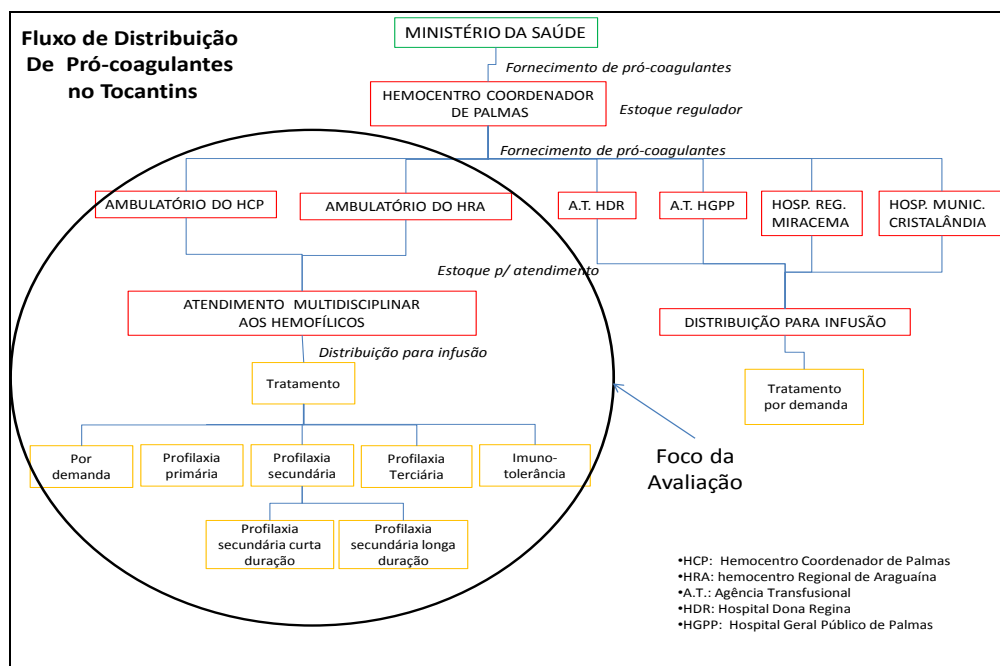 Fluxo de Distribuição
De Pró-coagulantes
no Tocantins
MINISTÉRIO DA SAÚDE
Fornecimento de pró-coagulantes
HEMOCENTRO COORDENADOR
DE PALMAS
Estoque regulador
Fornecimento de pró-coagulantes
AMBULATÓRIO DO HCP
AMBULATÓRIO DO HRA
A.T. HDR
A.T. HGPP
HOSP. REG.
MIRACEMA
HOSP. MUNIC.
CRISTALÂNDIA
Estoque p/ atendimento
ATENDIMENTO MULTIDISCIPLINAR
AOS HEMOFÍLICOS
DISTRIBUIÇÃO PARA INFUSÃO
Distribuição para infusão
Tratamento
Tratamento
por demanda
Por
demanda
Profilaxia
primária
Profilaxia
secundária
Profilaxia
Terciária
Imuno-
tolerância
Foco da
Avaliação
Profilaxia
secundária curta
duração
Profilaxia
secundária longa
duração
•HCP: Hemocentro Coordenador de Palmas
•HRA: hemocentro Regional de Araguaína
•A.T.: Agência Transfusional
•HDR: Hospital Dona Regina
•HGPP: Hospital Geral Público de Palmas